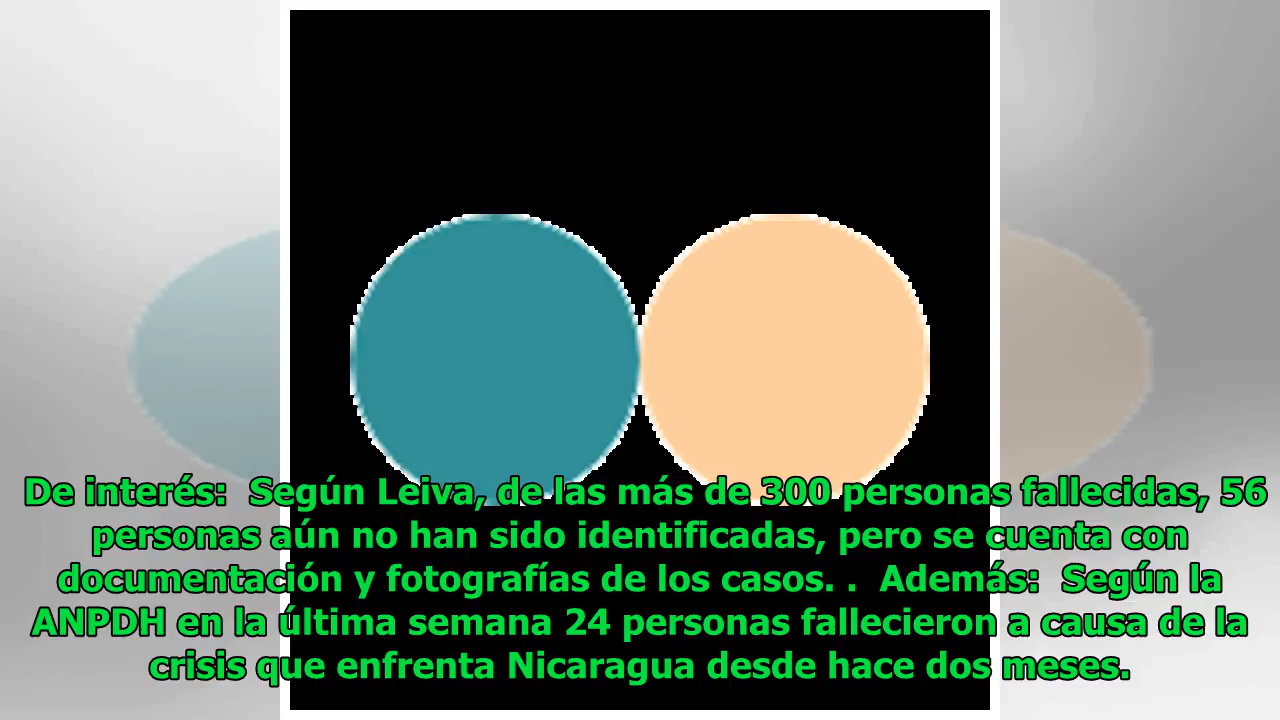 De interés:  Según Leiva, de las más de 300 personas fallecidas, 56
personas aún no han sido identificadas, pero se cuenta con
documentación y fotografías de los casos. .  Además:  Según la
ANPDH en la última semana 24 personas fallecieron a causa de la
crisis que enfrenta Nicaragua desde hace dos meses.